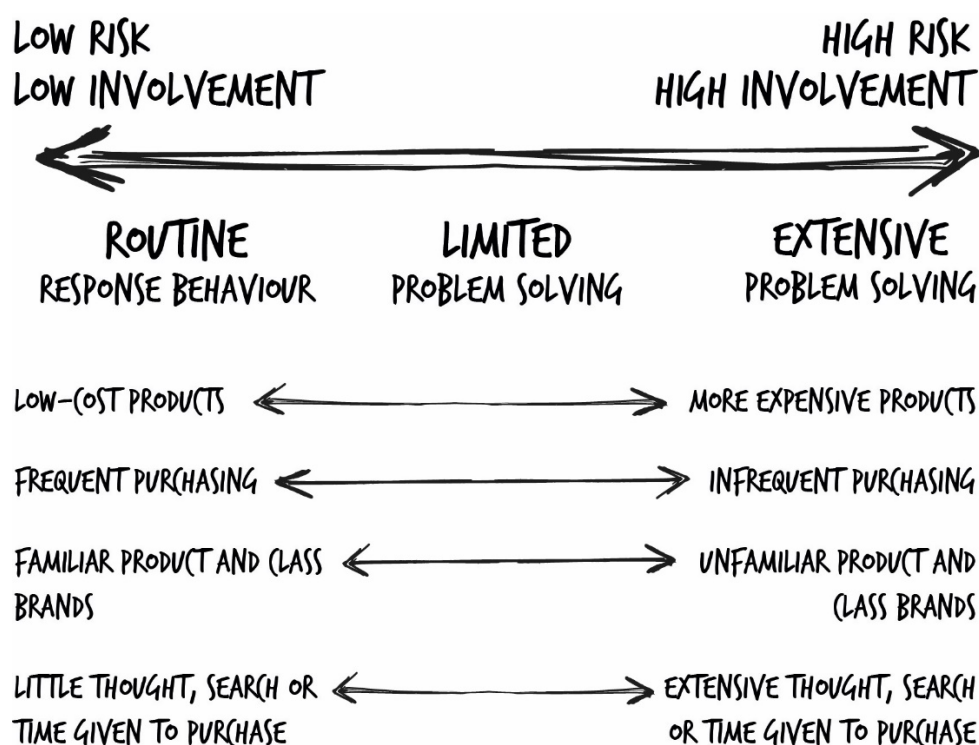 LOW RISK
LOW INVOLVEMENT
HIGH RISK
HIGH INVOLVEMENT
ROUTINE
RESPONSE BEHAVIOUR
LIMITED
PROBLEM SOLVING
EXTENSIVE
PROBLEM SOLVING
LOW-COST PRODUCTS
MORE EXPENSIVE PRODUCTS
FREQUENT PURCHASING
INFREQUENT PURCHASING
FAMILIAR PRODUCT AND CLASS
BRANDS
UNFAMILIAR PRODUCT AND
CLASS BRANDS
LITTLE THOUGHT, SEARCH OR
TIME GIVEN TO PURCHASE
EXTENSIVE THOUGHT, SEARCH
OR TIME GIVEN TO PURCHASE